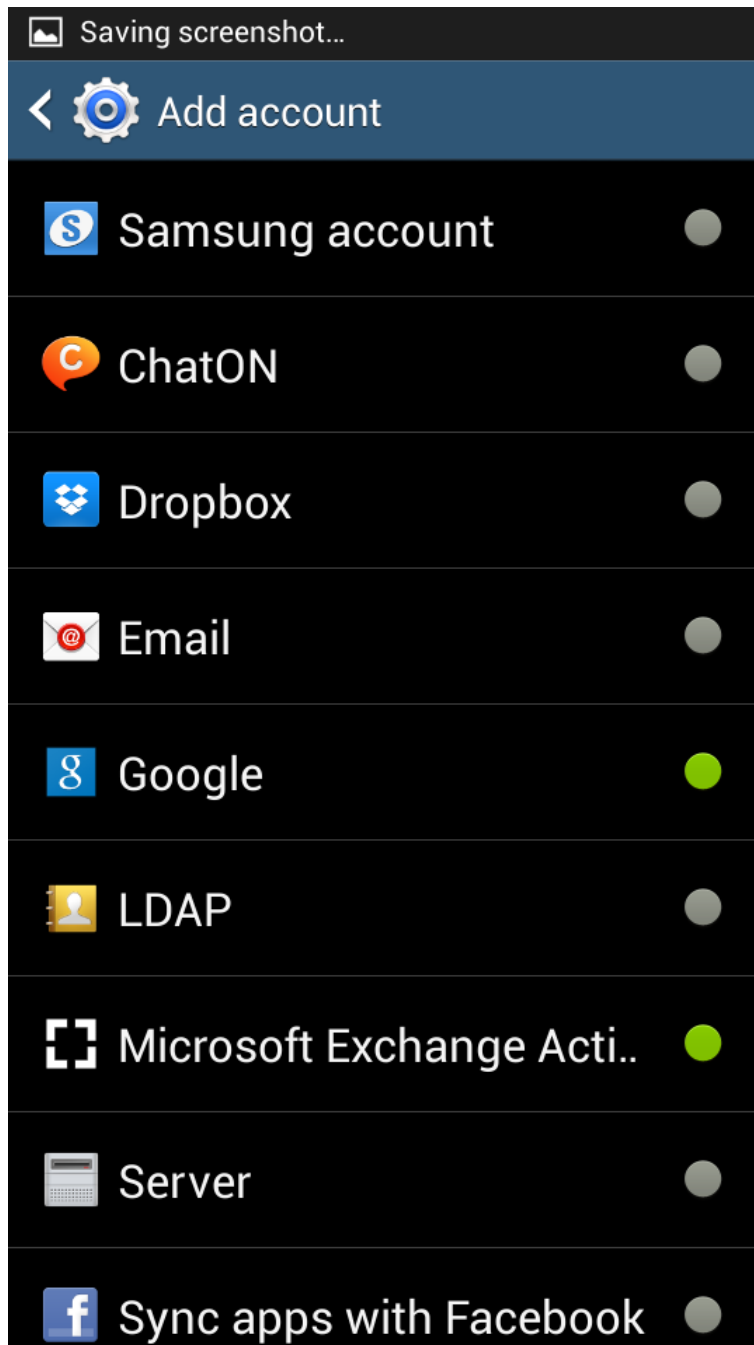 Saving screenshot...
Add account
Samsung account
ChatON
Dropbox
Email
Google
LDAP
Microsoft Exchange Acti..
Server
Sync apps with Facebook